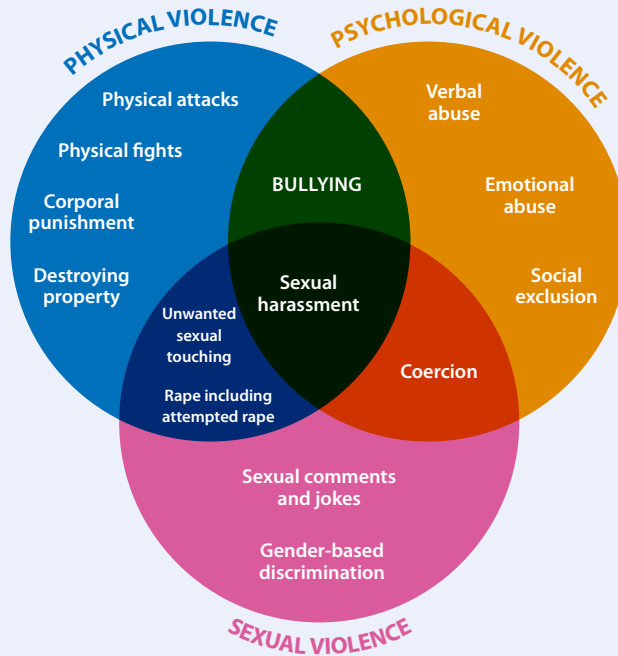 PHYSICAL VIOLENCE
PSYCHOLOGICAL VIOLENCE
Physical attacks
Physical fights
Corporal
punishment
Destroying
property
BULLYING
Verbal
abuse
Emotional
abuse
Social
exclusion
Sexual
harassment
Unwanted
sexual
touching
Rape including
attempted rape
Coercion
Sexual comments
and jokes
Gender-based
discrimination
SEXUAL VIOLENCE